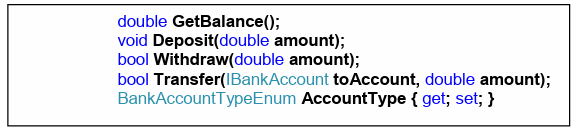 double GetBalance();
void Deposit(double amount);
bool Withdraw(double amount);
bool Transfer(IBankAccount toAccount, double amount);
BankAccountTypeEnum AccountType { get; set; }